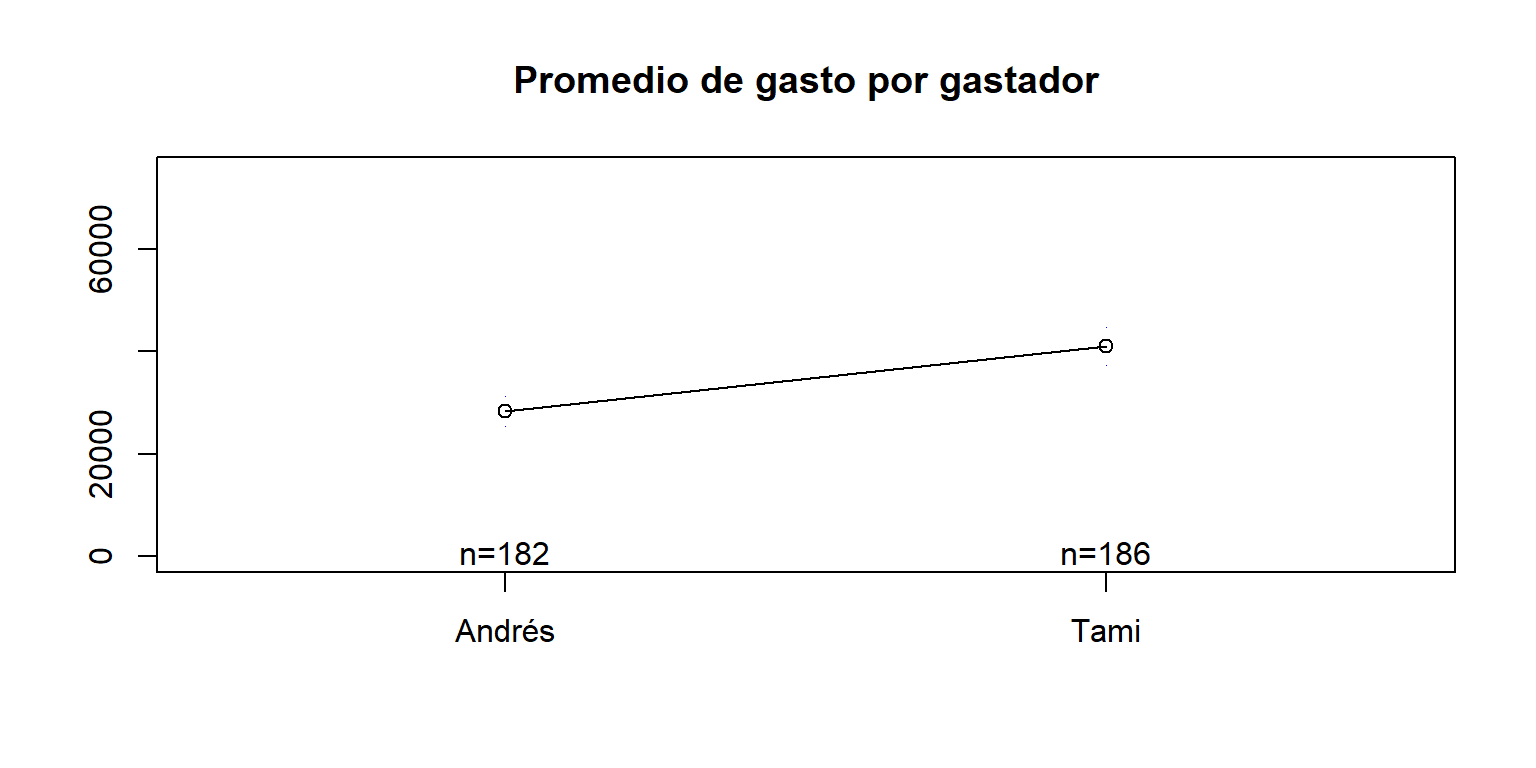 Promedio de gasto por gastador
60000
20000
0
n=182 n=186
Andrés Tami